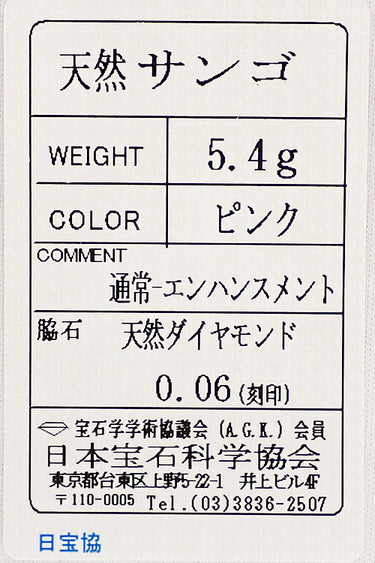 天然サンゴ
WEIGHT 5.4g
COLOR ピンク
COMMENT
通常-エンハンスメント
脇石 天然ダイヤモンド
0.06(刻印)
宝石学学術協議会(A.G.K.)会員
日本宝石科学協会
東京都台東区上野5-22-1 井上ビル4F
〒110-0005 Tel.(03)3836-2507
日宝協